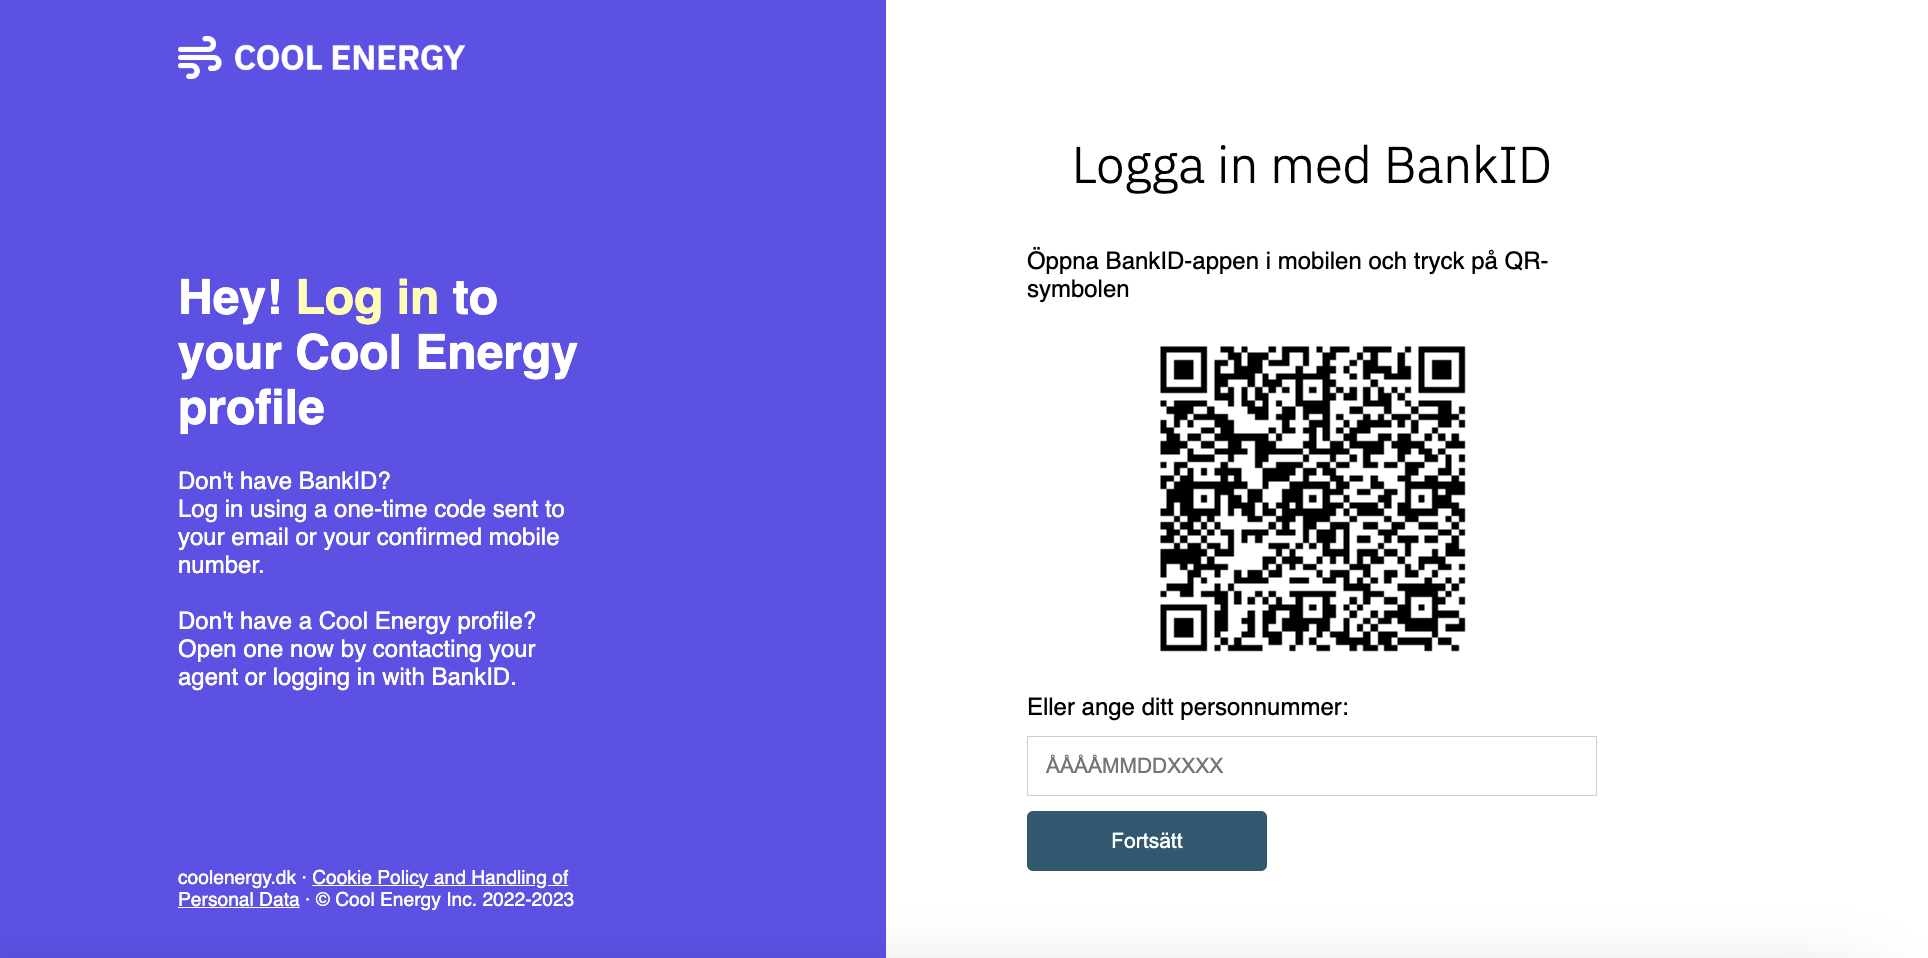 COOL ENERGY
Hey! Log in to
your Cool Energy
profile
Don't have BankID?
Log in using a one-time code sent to
your email or your confirmed mobile
number.
Don't have a Cool Energy profile?
Open one now by contacting your
agent or logging in with BankID.
coolenergy.dk · Cookie Policy and Handling of
Personal Data · © Cool Energy Inc. 2022-2023
Logga in med BankID
Öppna BankID-appen i mobilen och tryck på QR-
symbolen
Eller ange ditt personnummer:
ÅÅÅÅMMDDXXXX
Fortsätt